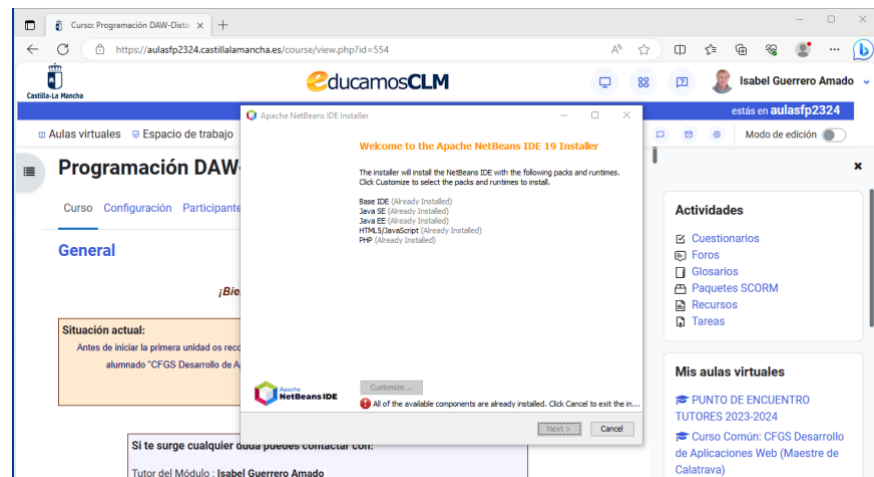 Curso: Programación DAW-Dista
https://aulasfp2324.castillalamancha.es/course/view.php?id=554
Castilla-La Mancha
educamosCLM
Isabel Guerrero Amado
estás en aulasfp2324
Aulas virtuales
Espacio de trabajo
Modo de edición
Programación DAW-
Curso Configuración Participante
General
¡Bie
Situación actual:
Antes de iniciar la primera unidad os reco
alumnado "CFGS Desarrollo de A
Si te surge cualquier duda puedes contactar con:
Tutor del Módulo : Isabel Guerrero Amado
Apache NetBeans IDE Installer
Welcome to the Apache NetBeans IDE 19 Installer
The installer will install the NetBeans IDE with the following packs and runtimes.
Click Customize to select the packs and runtimes to install.
Base IDE (Already Installed)
Java SE (Already Installed)
Java EE (Already Installed)
HTML5/JavaScript (Already Installed)
PHP (Already Installed)
Apache
NetBeans IDE
Customize...
All of the available components are already installed. Click Cancel to exit the in...
Next >
Cancel
Actividades
Cuestionarios
Foros
Glosarios
Paquetes SCORM
Recursos
Tareas
Mis aulas virtuales
PUNTO DE ENCUENTRO
TUTORES 2023-2024
Curso Común: CFGS Desarrollo
de Aplicaciones Web (Maestre de
Calatrava)